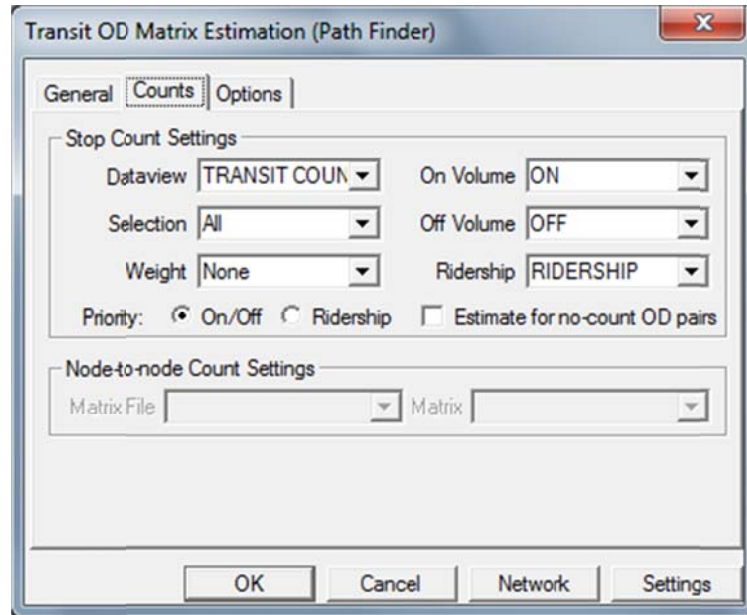 Transit OD Matrix Estimation (Path Finder)
General Counts Options
Stop Count Settings
Dataview TRANSIT COUN On Volume ON
Selection All Off Volume OFF
Weight None Ridership RIDERSHIP
Priority: On/Off Ridership Estimate for no-count OD pairs
Node-to-node Count Settings
Matrix File Matrix
OK Cancel Network Settings